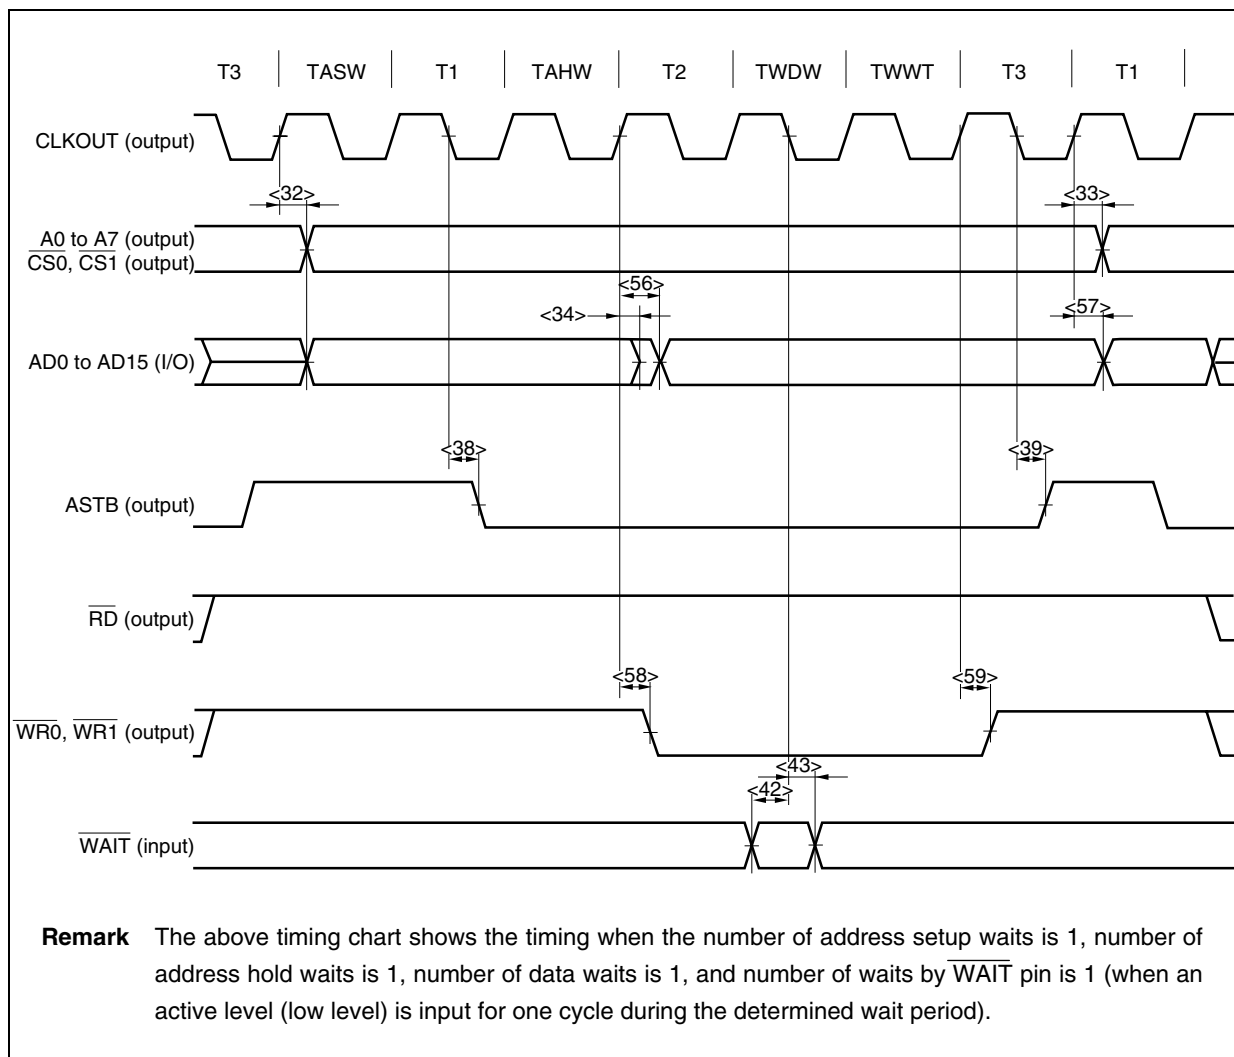 T3 TASW T1 TAHW T2 TWDW TWWT T3 T1
CLKOUT (output)
<32> <33>
A0 to A7 (output)
CS0, CS1 (output)
<56>
<34> <57>
AD0 to AD15 (I/O)
<38> <39>
ASTB (output)
RD (output)
<58> <59>
WR0, WR1 (output)
<43>
<42>
WAIT (input)
Remark The above timing chart shows the timing when the number of address setup waits is 1, number of
address hold waits is 1, number of data waits is 1, and number of waits by WAIT pin is 1 (when an
active level (low level) is input for one cycle during the determined wait period).